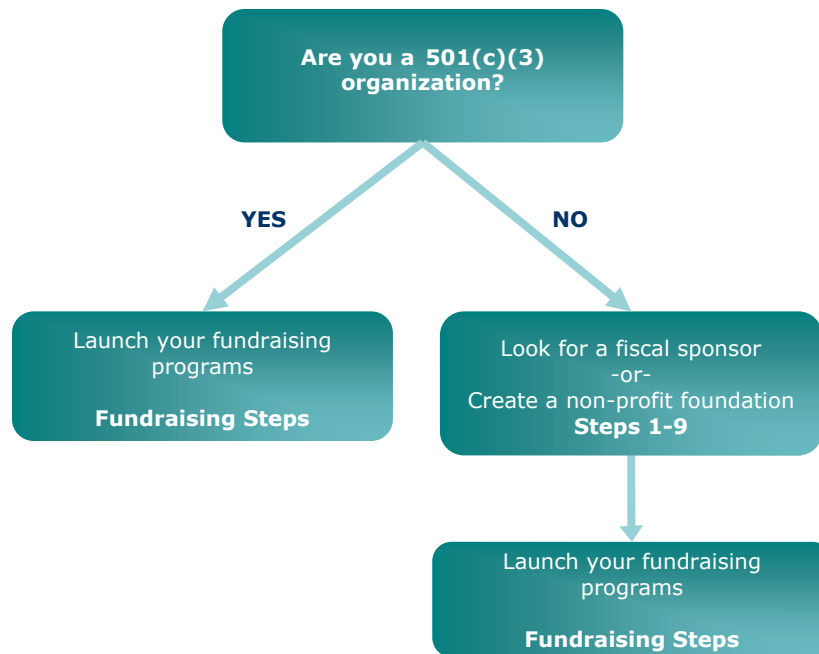 Are you a 501(c)(3)
organization?
YES
NO
Launch your fundraising
programs
Fundraising Steps
Look for a fiscal sponsor
-or-
Create a non-profit foundation
Steps 1-9
Launch your fundraising
programs
Fundraising Steps